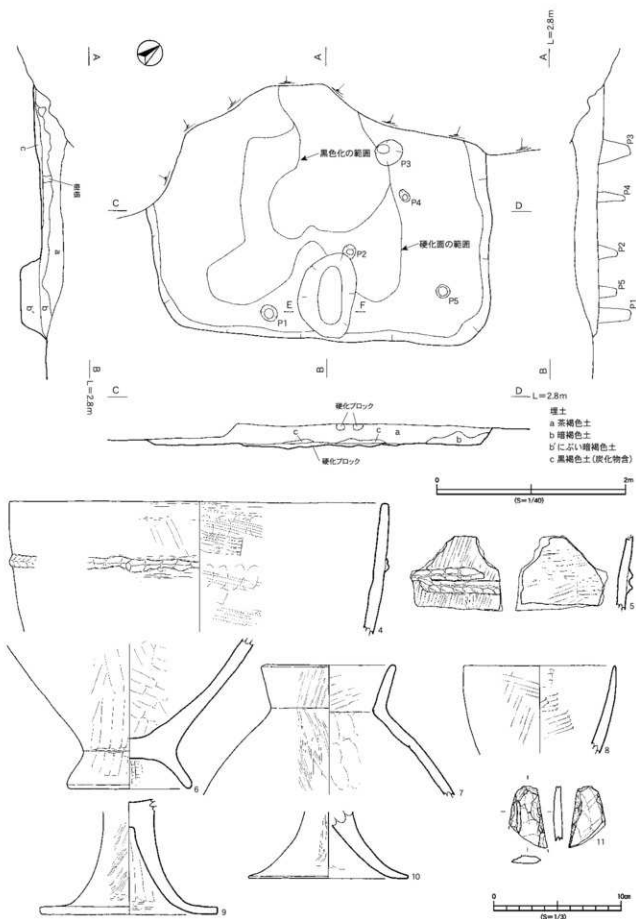 A
A
A
L=2.8m
P3
c
a
垂直
黒色化の範囲
P3
P4
P4
C
D
硬化面の範囲
P2
P2
E
F
P5
P5
P1
P1
b
b'
B
B
B
L=2.8m
C
D
L=2.8m
硬化ブロック
c
a
c
b
硬化ブロック
埋土
a 茶褐色土
b 暗褐色土
b'にぶい暗褐色土
c 黒褐色土(炭化物含)
0
2m
(S=1/40)
4
5
6
7
8
9
10
11
0
10cm
(S=1/3)